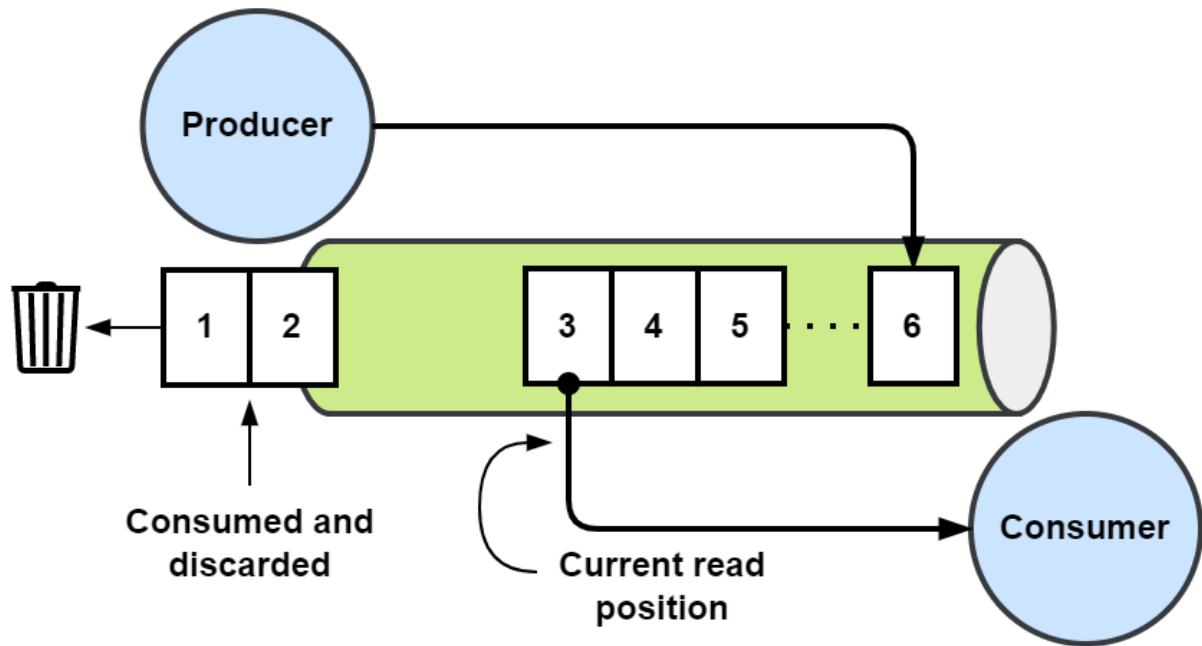 Producer
1 2 3 4 5 6
Consumed and
discarded
Current read
position
Consumer